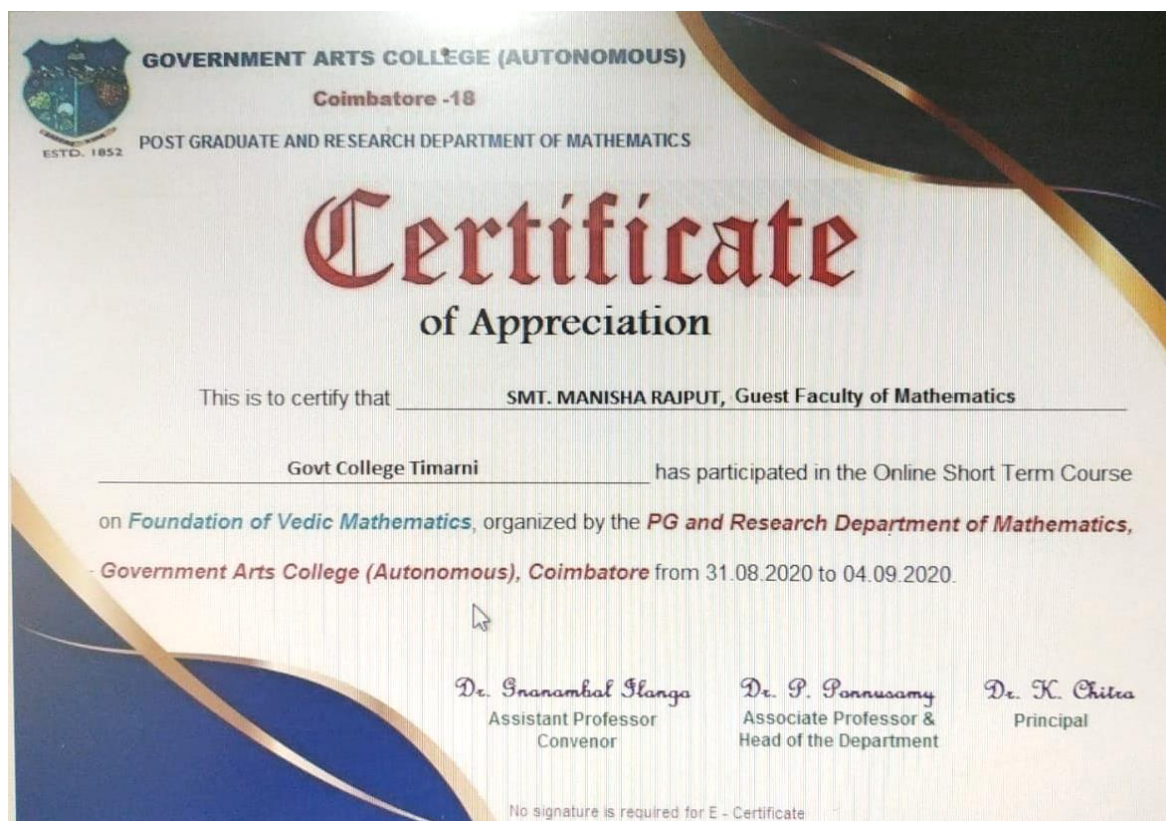 GOVERNMENT ARTS COLLEGE (AUTONOMOUS)
Coimbatore -18
ESTD. 1852
POST GRADUATE AND RESEARCH DEPARTMENT OF MATHEMATICS
Certificate
of Appreciation
This is to certify that SMT. MANISHA RAJPUT, Guest Faculty of Mathematics
Govt College Timarni has participated in the Online Short Term Course
on Foundation of Vedic Mathematics, organized by the PG and Research Department of Mathematics,
Government Arts College (Autonomous), Coimbatore from 31.08.2020 to 04.09.2020.
Dr. Gnanambal Ilango Dr. P. Ponnusamy Dr. K. Chitra
Assistant Professor Associate Professor & Principal
Convenor Head of the Department
No signature is required for E - Certificate